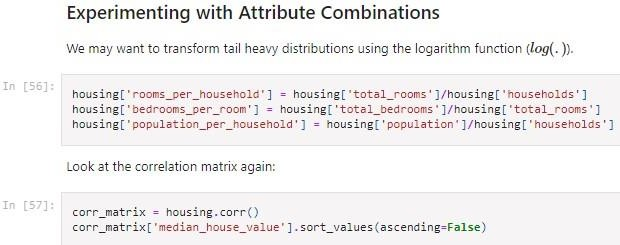 Experimenting with Attribute Combinations
We may want to transform tail heavy distributions using the logarithm function (log(. )).
In [56]:
housing['rooms_per_household'] = housing['total_rooms']/housing['households']
housing['bedrooms_per_room'] = housing['total_bedrooms']/housing['total_rooms']
housing['population_per_household'] = housing['population']/housing['households']
Look at the correlation matrix again:
In [57]:
corr_matrix = housing.corr()
corr_matrix['median_house_value'].sort_values(ascending=False)